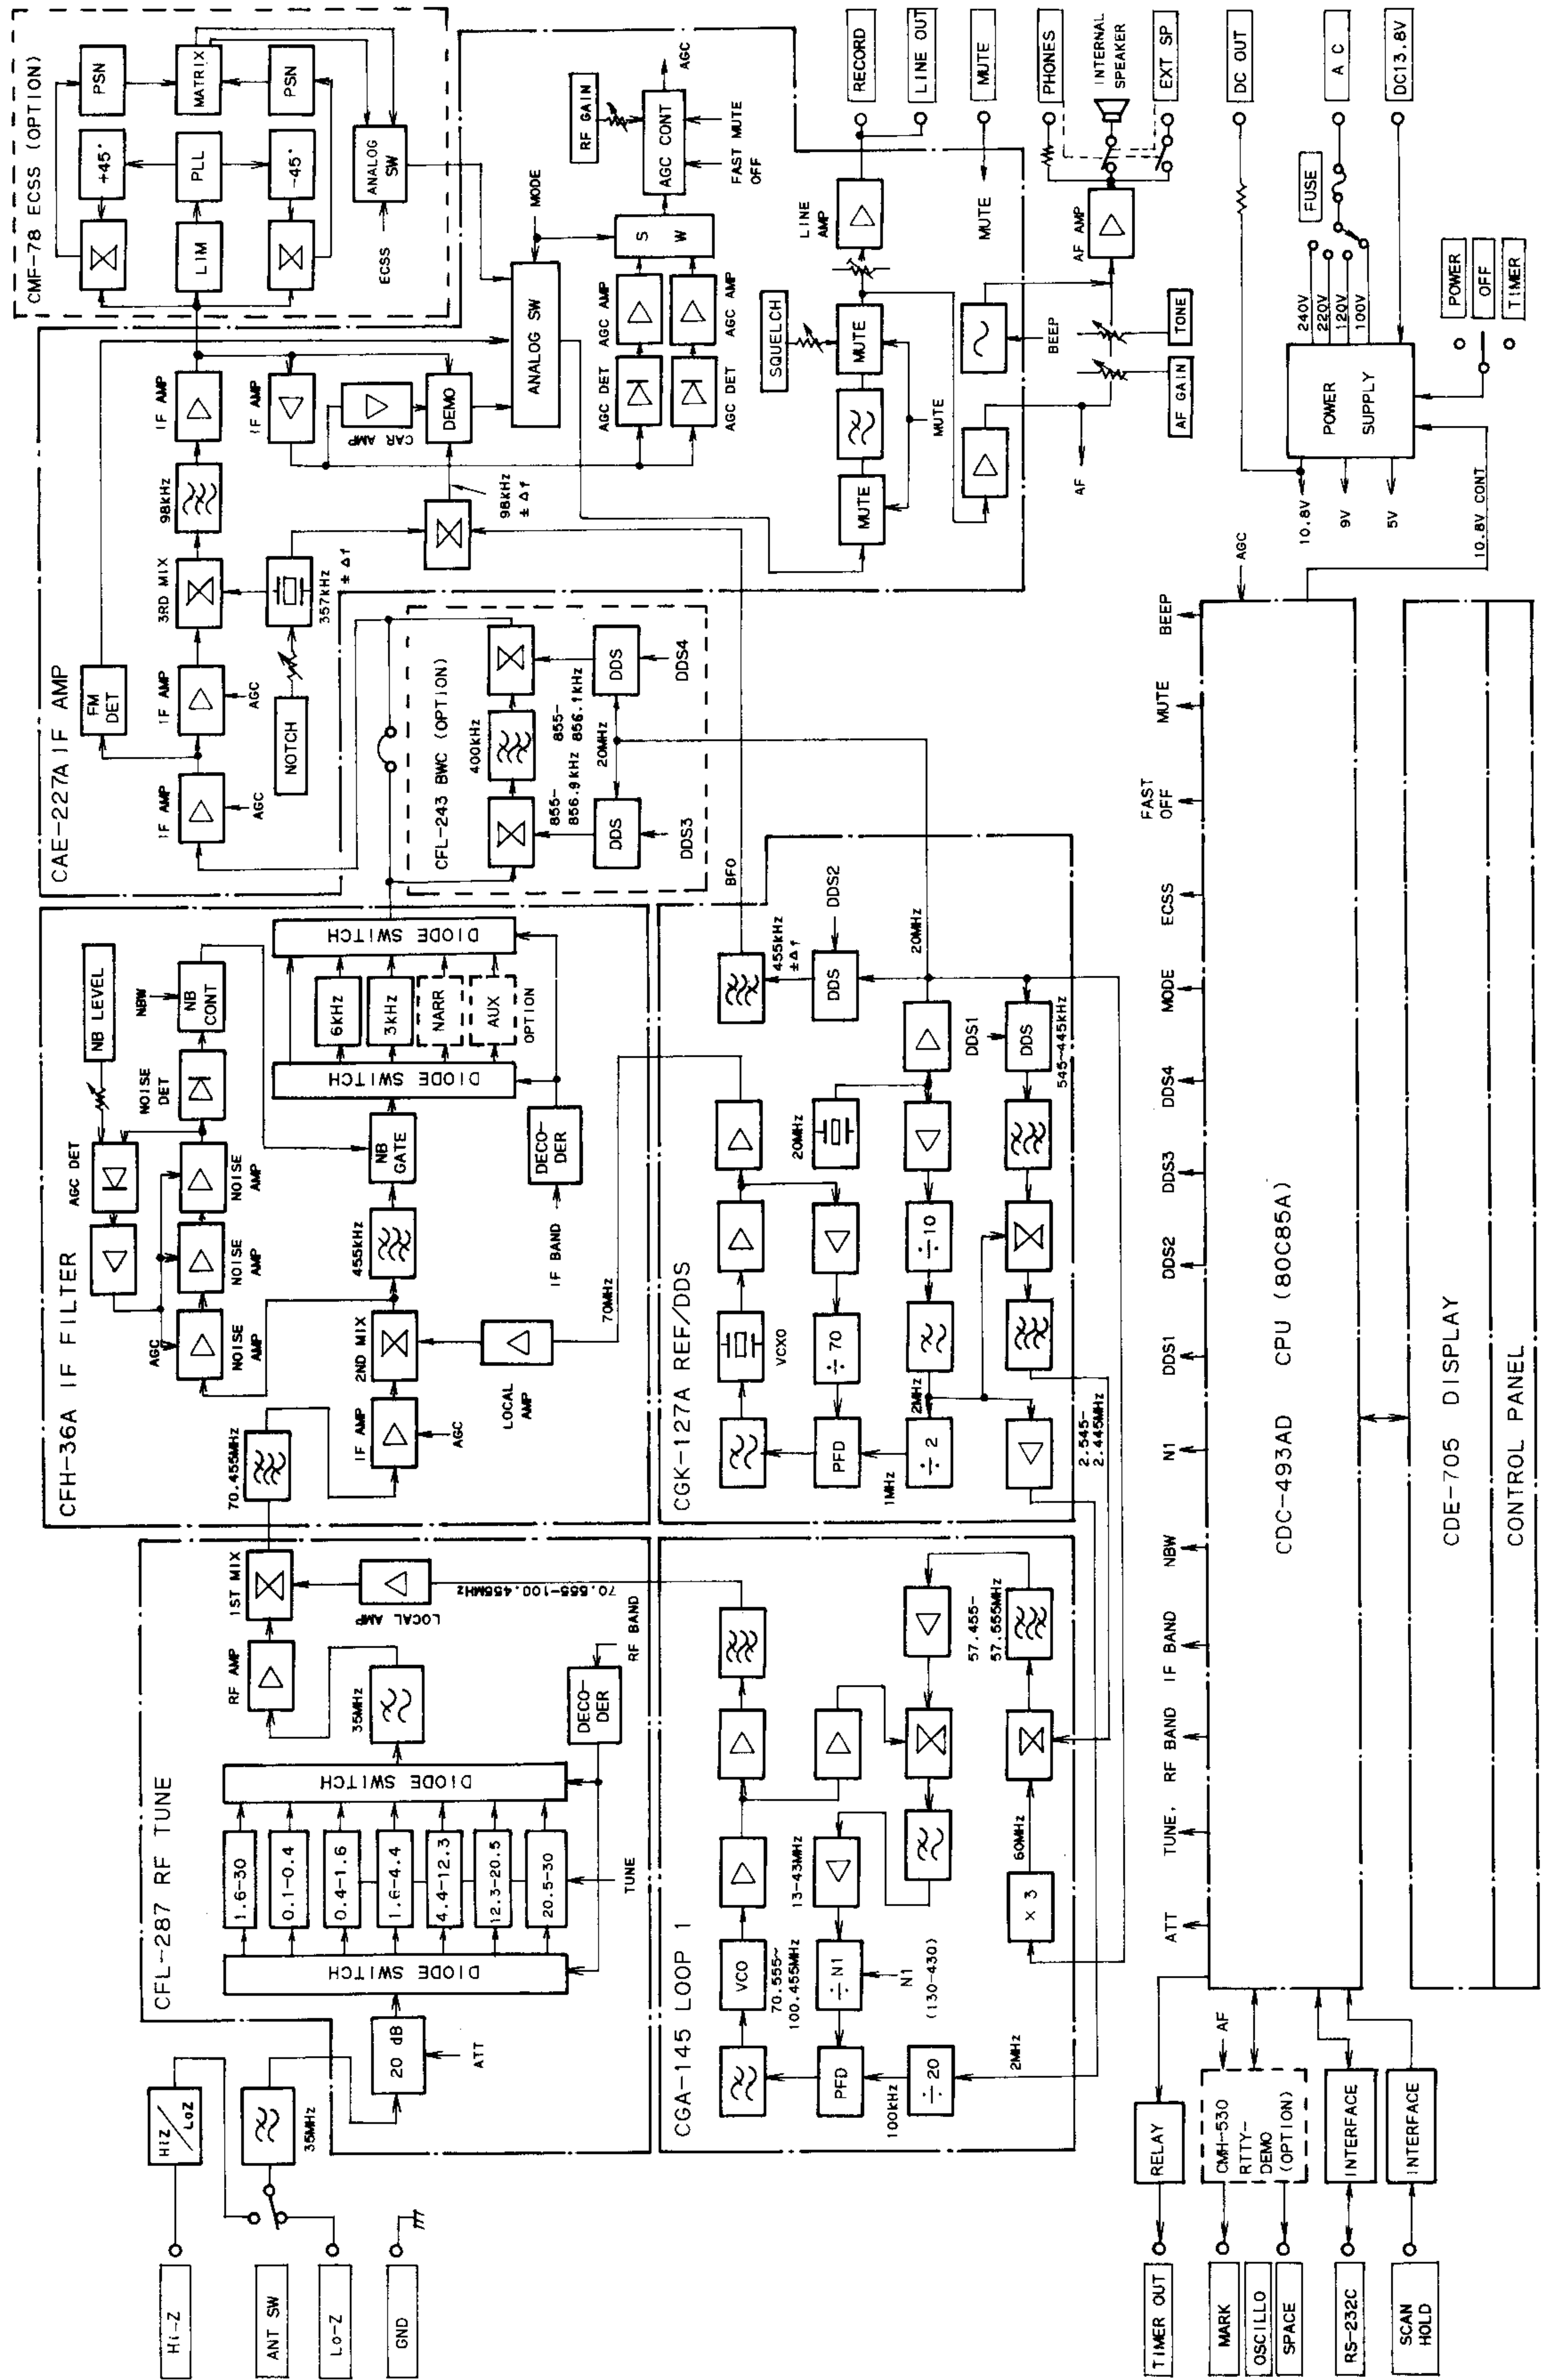 Hi-Z
ANT SW
Lo-Z
GND
HIZ
LoZ
35MHz
CFL-287 RF TUNE
20 dB
ATT
DIODE SWITCH
1.6-30
0.1-0.4
0.4-1.6
1.6-4.4
4.4-12.3
12.3-20.5
20.5-30
TUNE
DIODE SWITCH
DECO-
DER
RF BAND
35MHz
RF AMP
1ST MIX
LOCAL AMP
70.555-100.455MHz
CFH-36A IF FILTER
70.455MHz
IF AMP
AGC
2ND MIX
LOCAL
AMP
70MHz
455kHz
NB
GATE
AGC
NOISE
AMP
NOISE
AMP
NOISE
AMP
AGC DET
NB LEVEL
NOISE
DET
NB
CONT
NBW
DIODE SWITCH
6kHz
3kHz
NARR
AUX
OPTION
DIODE SWITCH
DECO-
DER
IF BAND
CAE-227A IF AMP
IF AMP
AGC
IF AMP
AGC
FM
DET
3RD MIX
NOTCH
357kHz
± Δf
98kHz
IF AMP
IF AMP
CAR AMP
DEMO
98kHz
± Δf
ANALOG SW
MODE
AGC DET
AGC AMP
AGC DET
AGC AMP
S
W
AGC CONT
RF GAIN
AGC
FAST
OFF
MUTE
CMF-78 ECSS (OPTION)
LIM
PLL
+45°
-45°
PSN
MATRIX
PSN
ANALOG
SW
ECSS
CFL-243 BWC (OPTION)
400kHz
855-
856.9kHz
855-
856.1kHz
DDS
20MHz
DDS
DDS3
DDS4
BFO
MUTE
MUTE
SQUELCH
MUTE
LINE
AMP
RECORD
LINE OUT
MUTE
MUTE
BEEP
AF
AF GAIN
TONE
AF AMP
PHONES
INTERNAL
SPEAKER
EXT SP
CGA-145 LOOP 1
VCO
70.555~
100.455MHz
PFD
÷N1
N1
(130-430)
13-43MHz
100kHz
÷20
2MHz
×3
60MHz
57.455-
57.555MHz
CGK-127A REF/DDS
VCXO
PFD
÷70
1MHz
÷2
2MHz
÷10
20MHz
2.545-
2.445MHz
DDS1
DDS
545~445kHz
DDS
DDS2
455kHz
±Δf
20MHz
TIMER OUT
MARK
OSCILLO
SPACE
RS-232C
SCAN
HOLD
RELAY
CMH-530
RTTY-
DEMO
(OPTION)
AF
INTERFACE
INTERFACE
ATT
TUNE,
RF BAND
IF BAND
NBW
N1
DDS1
DDS2
DDS3
DDS4
MODE
ECSS
FAST
OFF
MUTE
BEEP
AGC
CDC-493AD CPU (80C85A)
CDE-705 DISPLAY
CONTROL PANEL
10.8V
9V
5V
10.8V CONT
POWER
SUPPLY
240V
220V
120V
100V
FUSE
DC OUT
AC
DC13.8V
POWER
OFF
TIMER